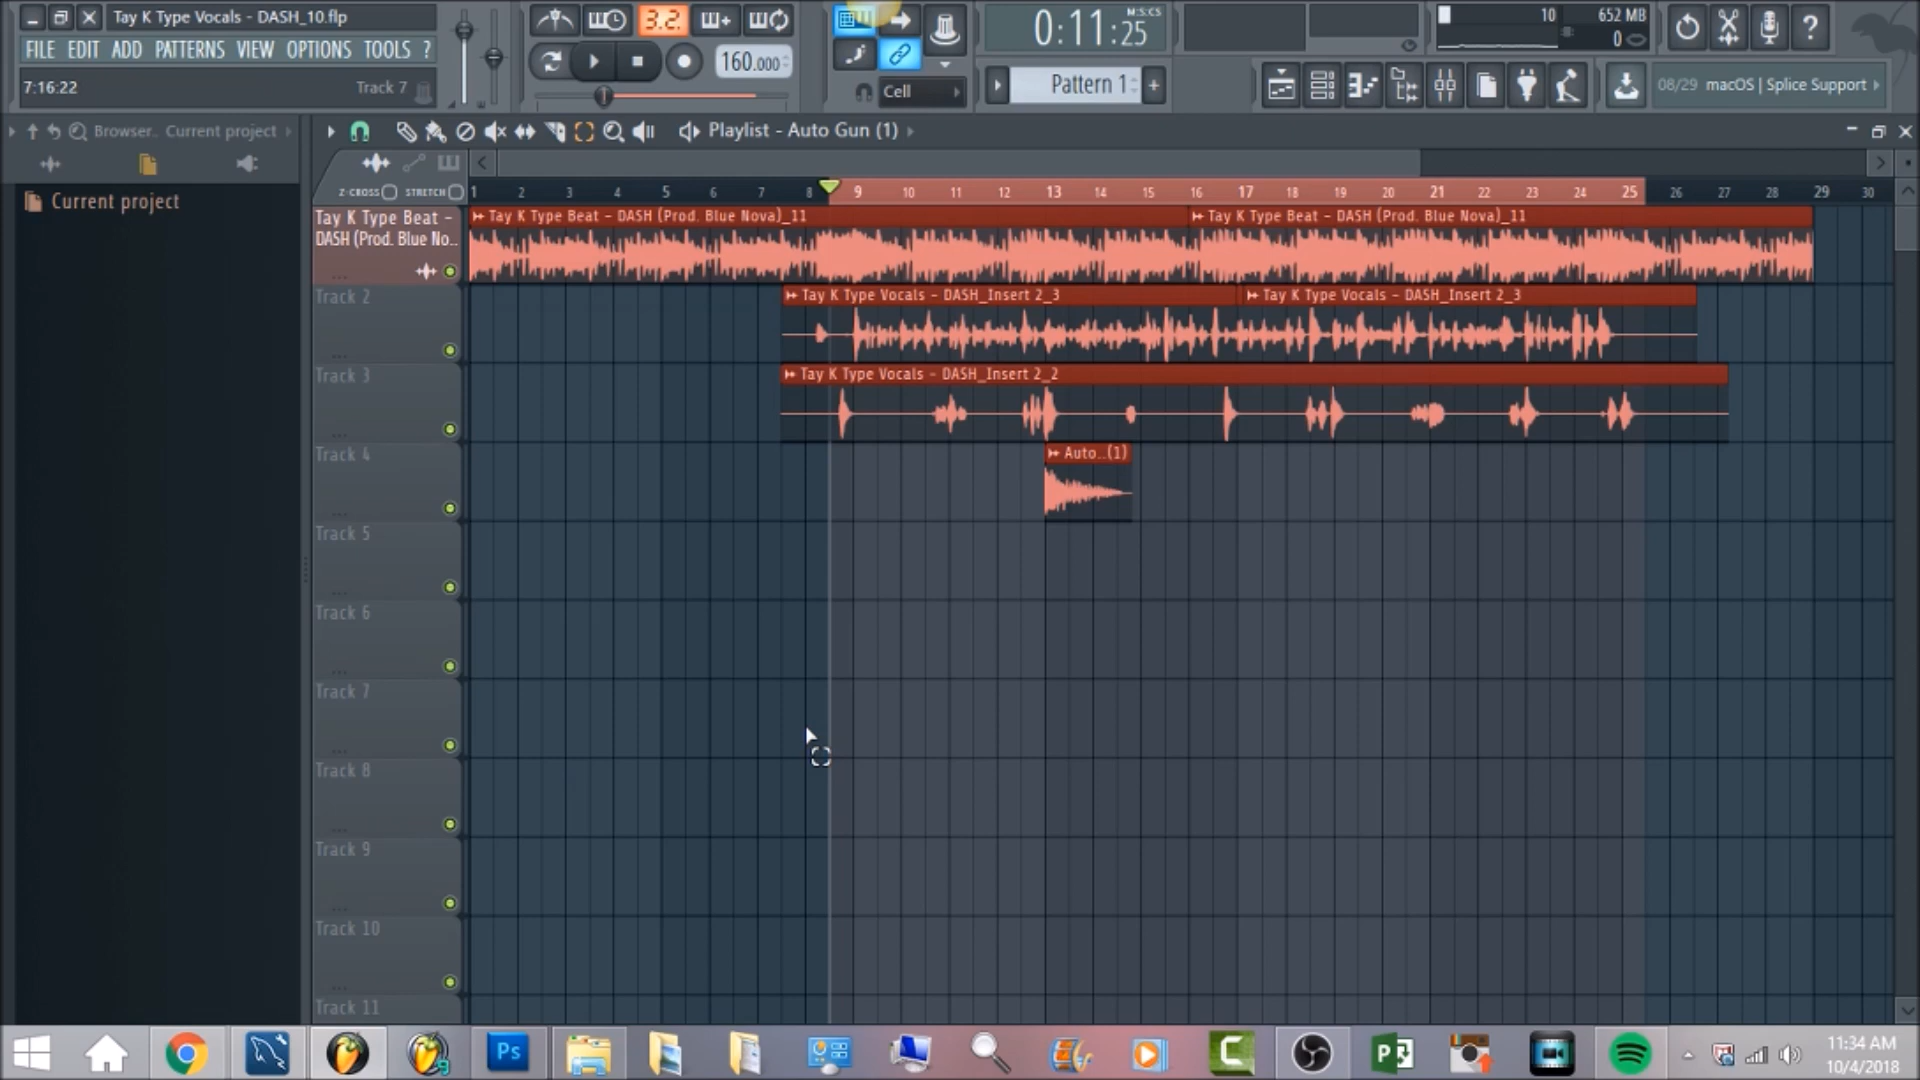 Tay K Type Vocals - DASH_10.flp
FILE EDIT ADD PATTERNS VIEW OPTIONS TOOLS ?
7:16:22 Track 7
3.2.
160.000
Cell
0:11:25
M:S:CS
Pattern 1
10 652 MB
0
08/29 macOS | Splice Support
Browser.. Current project
Current project
Playlist - Auto Gun (1)
Z-CROSS STRETCH
1 2 3 4 5 6 7 8 9 10 11 12 13 14 15 16 17 18 19 20 21 22 23 24 25 26 27 28 29 30
Tay K Type Beat -
DASH (Prod. Blue No..
Tay K Type Beat - DASH (Prod. Blue Nova)_11
Tay K Type Beat - DASH (Prod. Blue Nova)_11
Track 2
Tay K Type Vocals - DASH_Insert 2_3
Tay K Type Vocals - DASH_Insert 2_3
Track 3
Tay K Type Vocals - DASH_Insert 2_2
Track 4
Auto..(1)
Track 5
Track 6
Track 7
Track 8
Track 9
Track 10
Track 11
Ps
9
C
P
11:34 AM
10/4/2018